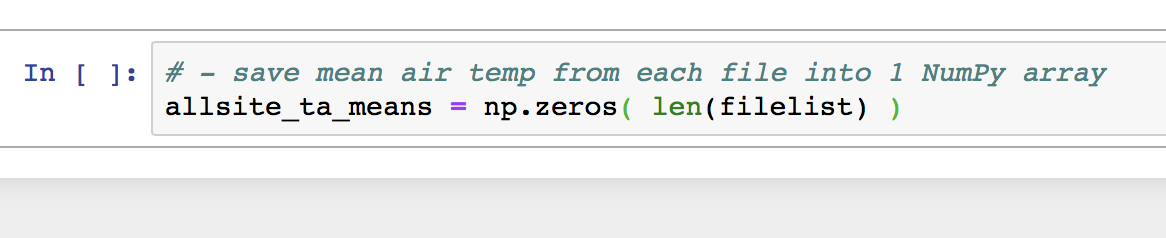 In [ ]: # - save mean air temp from each file into 1 NumPy array
allsite_ta_means = np.zeros( len(filelist) )